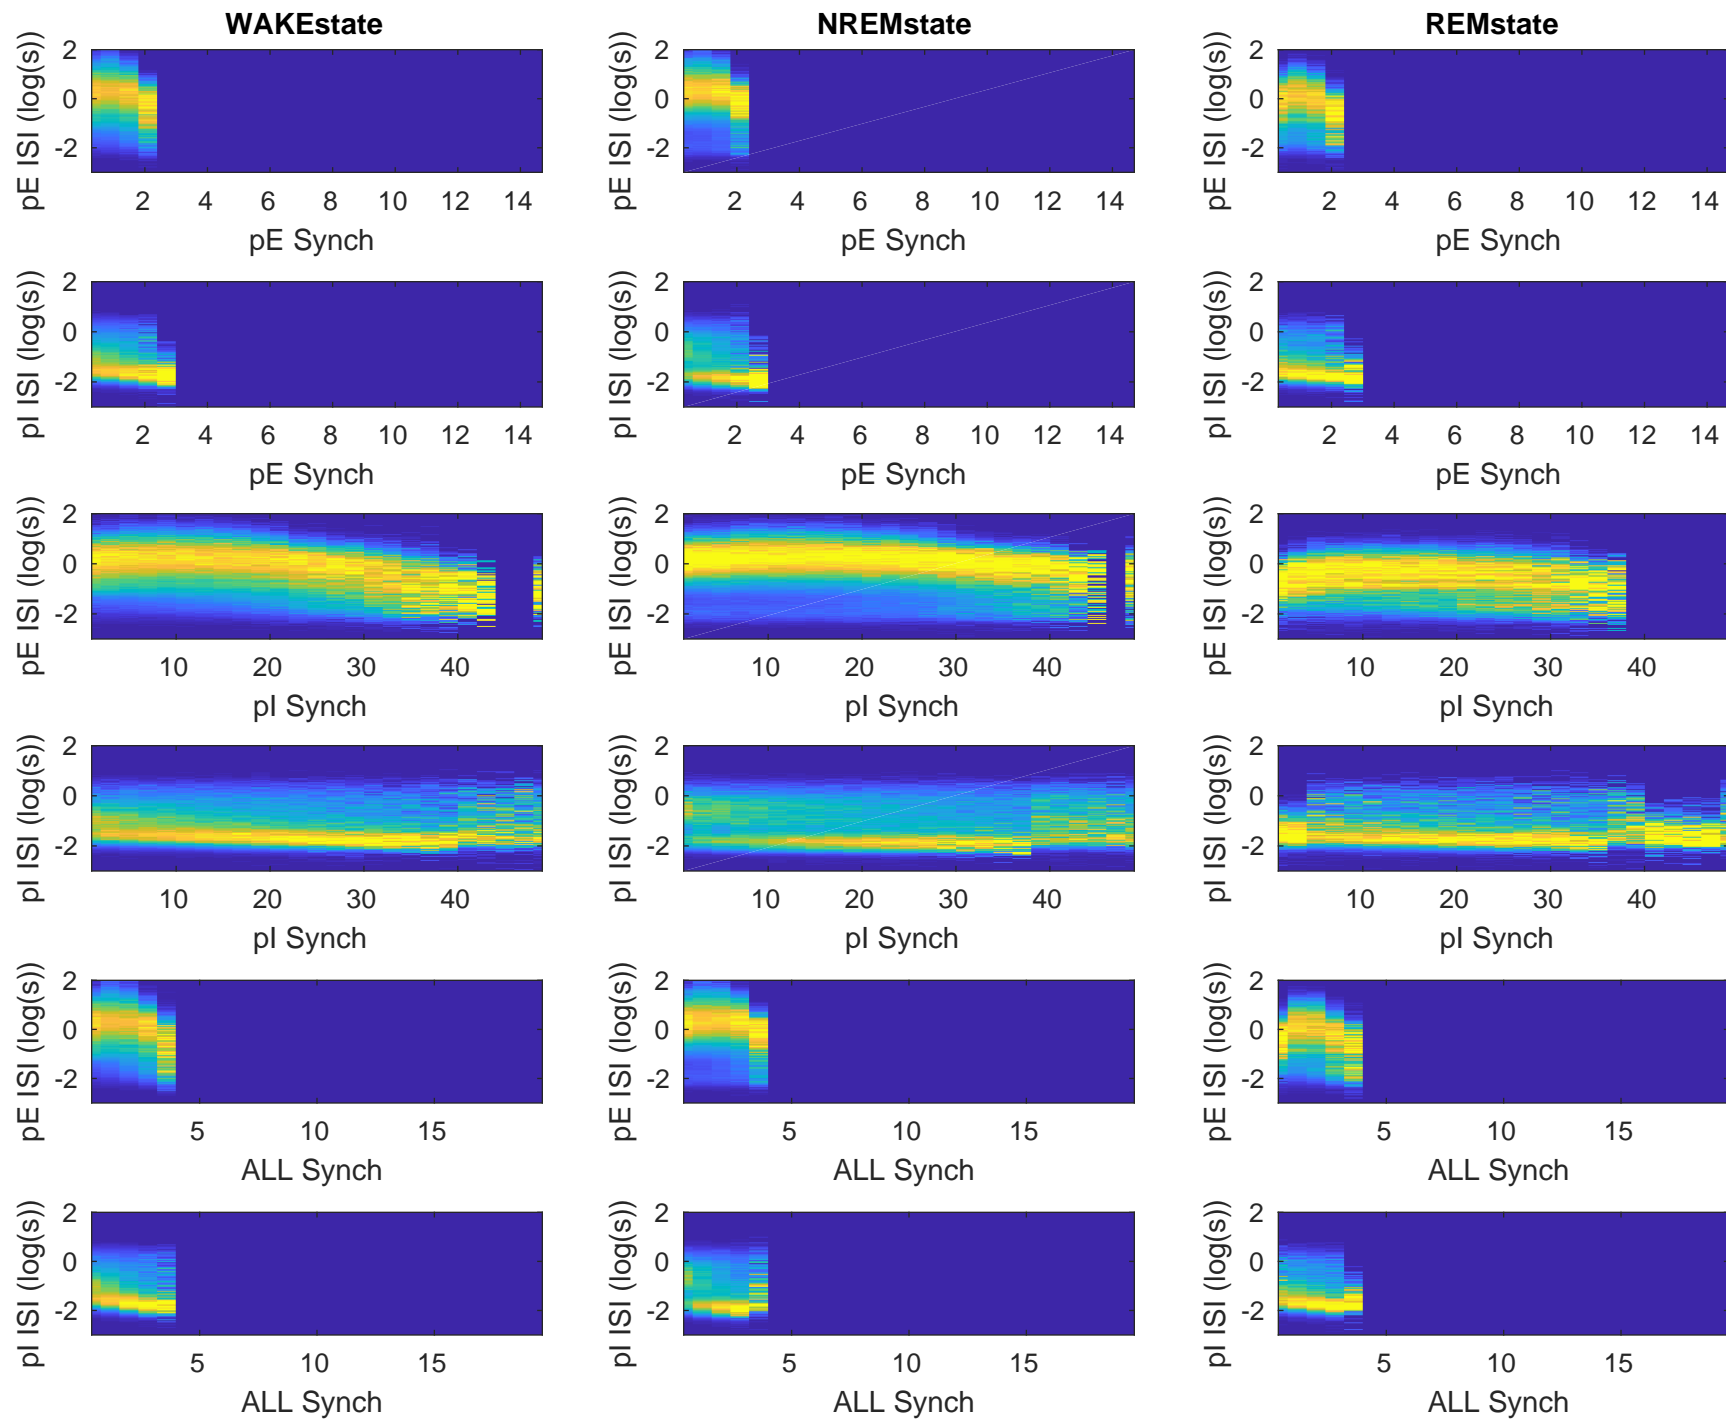 WAKEstate NREMstate REMstate
pE ISI (log(s)) 2 0 -2 pE ISI (log(s)) 2 0 -2 pE ISI (log(s)) 2 0 -2
2 4 6 8 10 12 14 2 4 6 8 10 12 14 2 4 6 8 10 12 14
pE Synch pE Synch pE Synch
pI ISI (log(s)) 2 0 -2 pI ISI (log(s)) 2 0 -2 pI ISI (log(s)) 2 0 -2
2 4 6 8 10 12 14 2 4 6 8 10 12 14 2 4 6 8 10 12 14
pE Synch pE Synch pE Synch
pE ISI (log(s)) 2 0 -2 pE ISI (log(s)) 2 0 -2 pE ISI (log(s)) 2 0 -2
10 20 30 40 10 20 30 40 10 20 30 40
pI Synch pI Synch pI Synch
pI ISI (log(s)) 2 0 -2 pI ISI (log(s)) 2 0 -2 pI ISI (log(s)) 2 0 -2
10 20 30 40 10 20 30 40 10 20 30 40
pI Synch pI Synch pI Synch
pE ISI (log(s)) 2 0 -2 pE ISI (log(s)) 2 0 -2 pE ISI (log(s)) 2 0 -2
5 10 15 5 10 15 5 10 15
ALL Synch ALL Synch ALL Synch
pI ISI (log(s)) 2 0 -2 pI ISI (log(s)) 2 0 -2 pI ISI (log(s)) 2 0 -2
5 10 15 5 10 15 5 10 15
ALL Synch ALL Synch ALL Synch